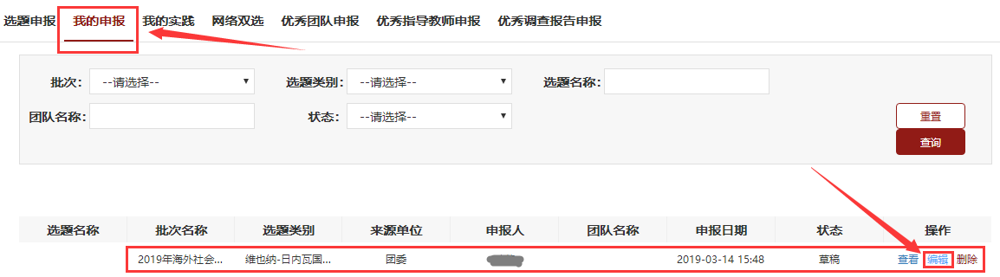 选题申报 我的申报 我的实践 网络双选 优秀团队申报 优秀指导教师申报 优秀调查报告申报
批次: --请选择-- 选题类别: --请选择-- 选题名称:
团队名称: 状态: --请选择-- 重置
查询
选题名称 批次名称 选题类别 来源单位 申报人 团队名称 申报日期 状态 操作
2019年海外社会... 维也纳-日内瓦国... 团委 2019-03-14 15:48 草稿 查看 编辑 删除